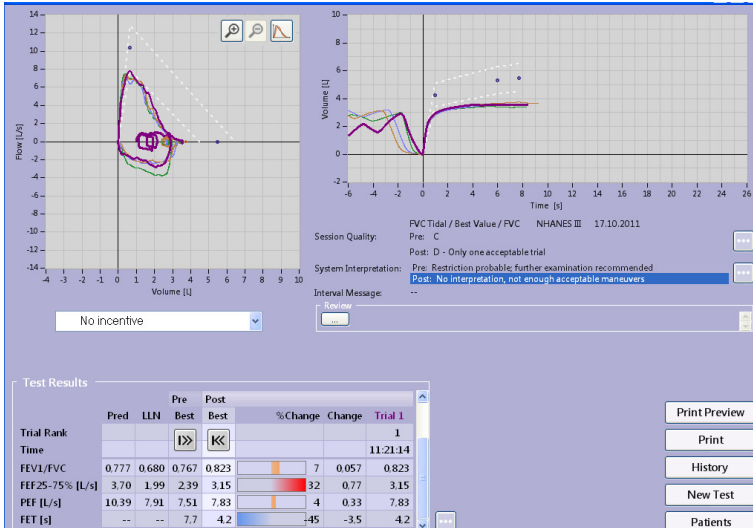 14
12
10
8
6
4
2
0
-2
-4
-6
-8
-10
-12
-14
Flow [L/s]
-4 -3 -2 -1 0 1 2 3 4 5 6 7 8 9 10
Volume [L]
10
8
6
4
2
0
-2
Volume [L]
-6 -4 -2 0 2 4 6 8 10 12 14 16 18 20 22 24 26
Time [s]
FVC Tidal / Best Value / FVC NHANES III 17.10.2011
Session Quality: Pre: C
Post: D - Only one acceptable trial
System Interpretation: Pre: Restriction probable; further examination recommended
Post: No interpretation, not enough acceptable maneuvers
Interval Message: --
Review
...
No incentive
Test Results
Pre Post
Pred LLN Best Best %Change Change Trial 1
Trial Rank 1
Time 11:21:14
FEV1/FVC 0.777 0.680 0.767 0.823 7 0.057 0.823
FEF25-75% [L/s] 3.70 1.99 2.39 3.15 32 0.77 3.15
PEF [L/s] 10.39 7.91 7.51 7.83 4 0.33 7.83
FET [s] -- -- 7.7 4.2 -45 -3.5 4.2
Print Preview
Print
History
New Test
Patients